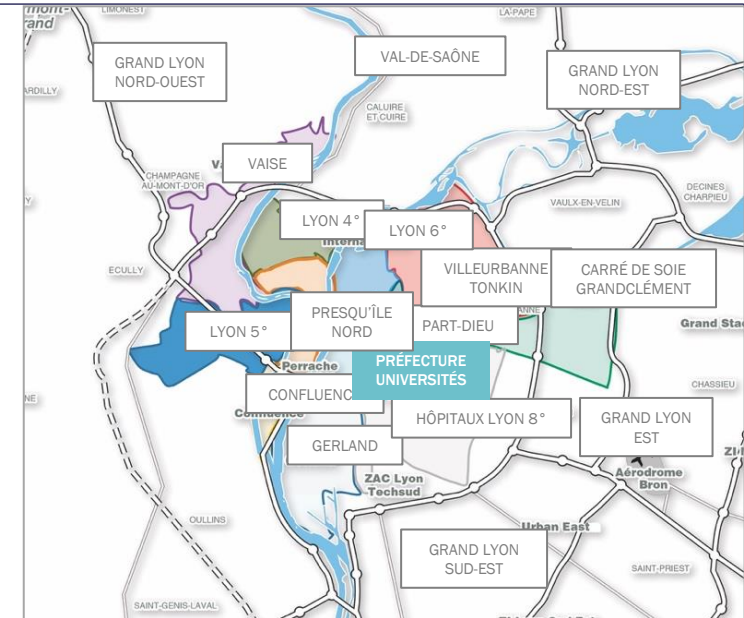 LIMONEST
LA-PAPE
GRAND LYON
NORD-OUEST
VAL-DE-SAÔNE
GRAND LYON
NORD-EST
CALUIRE
ET CUIRE
VAISE
CHAMPAGNE
AU-MONT-D'OR
DECINES
CHARPIEU
VAULX-EN-VELIN
LYON 4°
LYON 6°
ECULLY
VILLEURBANNE
TONKIN
CARRÉ DE SOIE
GRANDCLÉMENT
PRESQU'ÎLE
NORD
LYON 5°
PART-DIEU
Grand Stad
PRÉFECTURE
UNIVERSITÉS
Perrache
CHASSIEU
CONFLUENC
HÔPITAUX LYON 8°
GRAND LYON
EST
GERLAND
ZAC Lyon
Techsud
Aérodrome
Bron
OULLINS
Urban East
GRAND LYON
SUD-EST
SAINT-PRIEST
SAINT-GENIS-LAVAL